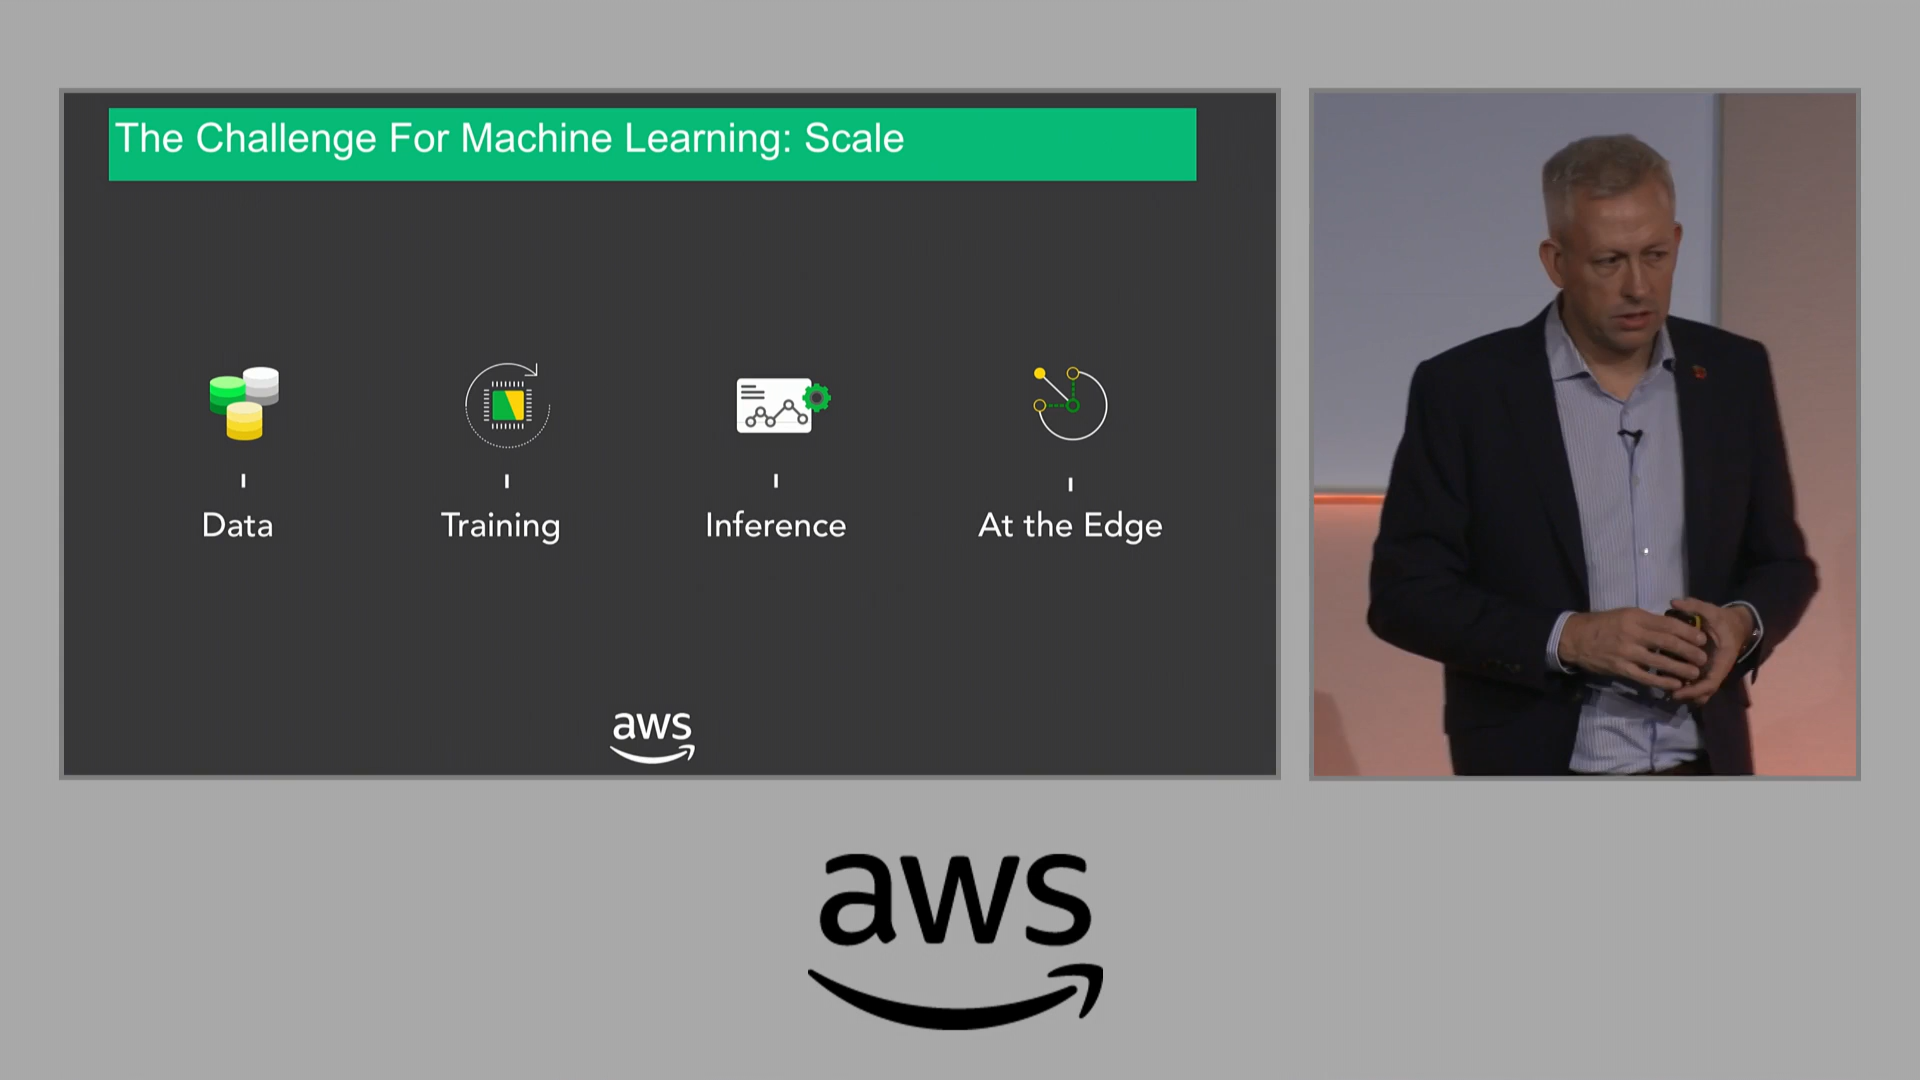 The Challenge For Machine Learning: Scale
Data
Training
Inference
At the Edge
aws
aws